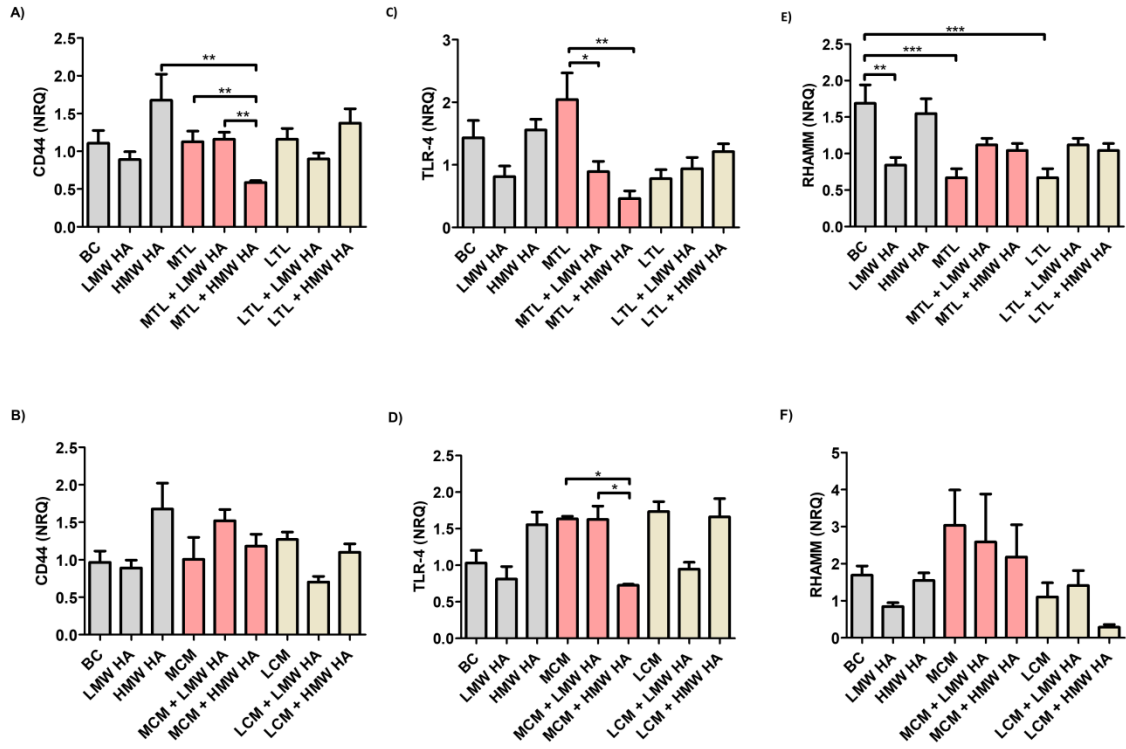 A)
CD44 (NRQ)
2.5
2.0
1.5
1.0
0.5
0.0
**
**
**
BC
LMW HA
HMW HA
MTL
MTL + LMW HA
MTL + HMW HA
LTL
LTL + LMW HA
LTL + HMW HA
C)
TLR-4 (NRQ)
3
2
1
0
**
*
BC
LMW HA
HMW HA
MTL
MTL + LMW HA
MTL + HMW HA
LTL
LTL + LMW HA
LTL + HMW HA
E)
RHAMM (NRQ)
2.5
2.0
1.5
1.0
0.5
0.0
***
***
**
BC
LMW HA
HMW HA
MTL
MTL + LMW HA
MTL + HMW HA
LTL
LTL + LMW HA
LTL + HMW HA
B)
CD44 (NRQ)
2.5
2.0
1.5
1.0
0.5
0.0
BC
LMW HA
HMW HA
MCM
MCM + LMW HA
MCM + HMW HA
LCM
LCM + LMW HA
LCM + HMW HA
D)
TLR-4 (NRQ)
2.5
2.0
1.5
1.0
0.5
0.0
*
*
BC
LMW HA
HMW HA
MCM
MCM + LMW HA
MCM + HMW HA
LCM
LCM + LMW HA
LCM + HMW HA
F)
RHAMM (NRQ)
5
4
3
2
1
0
BC
LMW HA
HMW HA
MCM
MCM + LMW HA
MCM + HMW HA
LCM
LCM + LMW HA
LCM + HMW HA